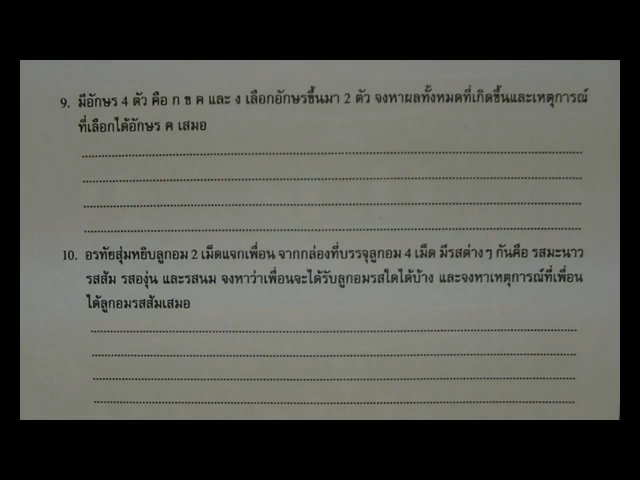 9. มีอักษร 4 ตัว คือ ก ข ค และ ง เลือกอักษรขึ้นมา 2 ตัว จงหาผลทั้งหมดที่เกิดขึ้นและเหตุการณ์
ที่เลือกได้อักษร ค เสมอ
10. อรทัยสุ่มหยิบลูกอม 2 เม็ดแจกเพื่อน จากกล่องที่บรรจุลูกอม 4 เม็ด มีรสต่างๆ กันคือ รสมะนาว
รสส้ม รสองุ่น และรสนม จงหาว่าเพื่อนจะได้รับลูกอมรสใดได้บ้าง และจงหาเหตุการณ์ที่เพื่อน
ได้ลูกอมรสส้มเสมอ